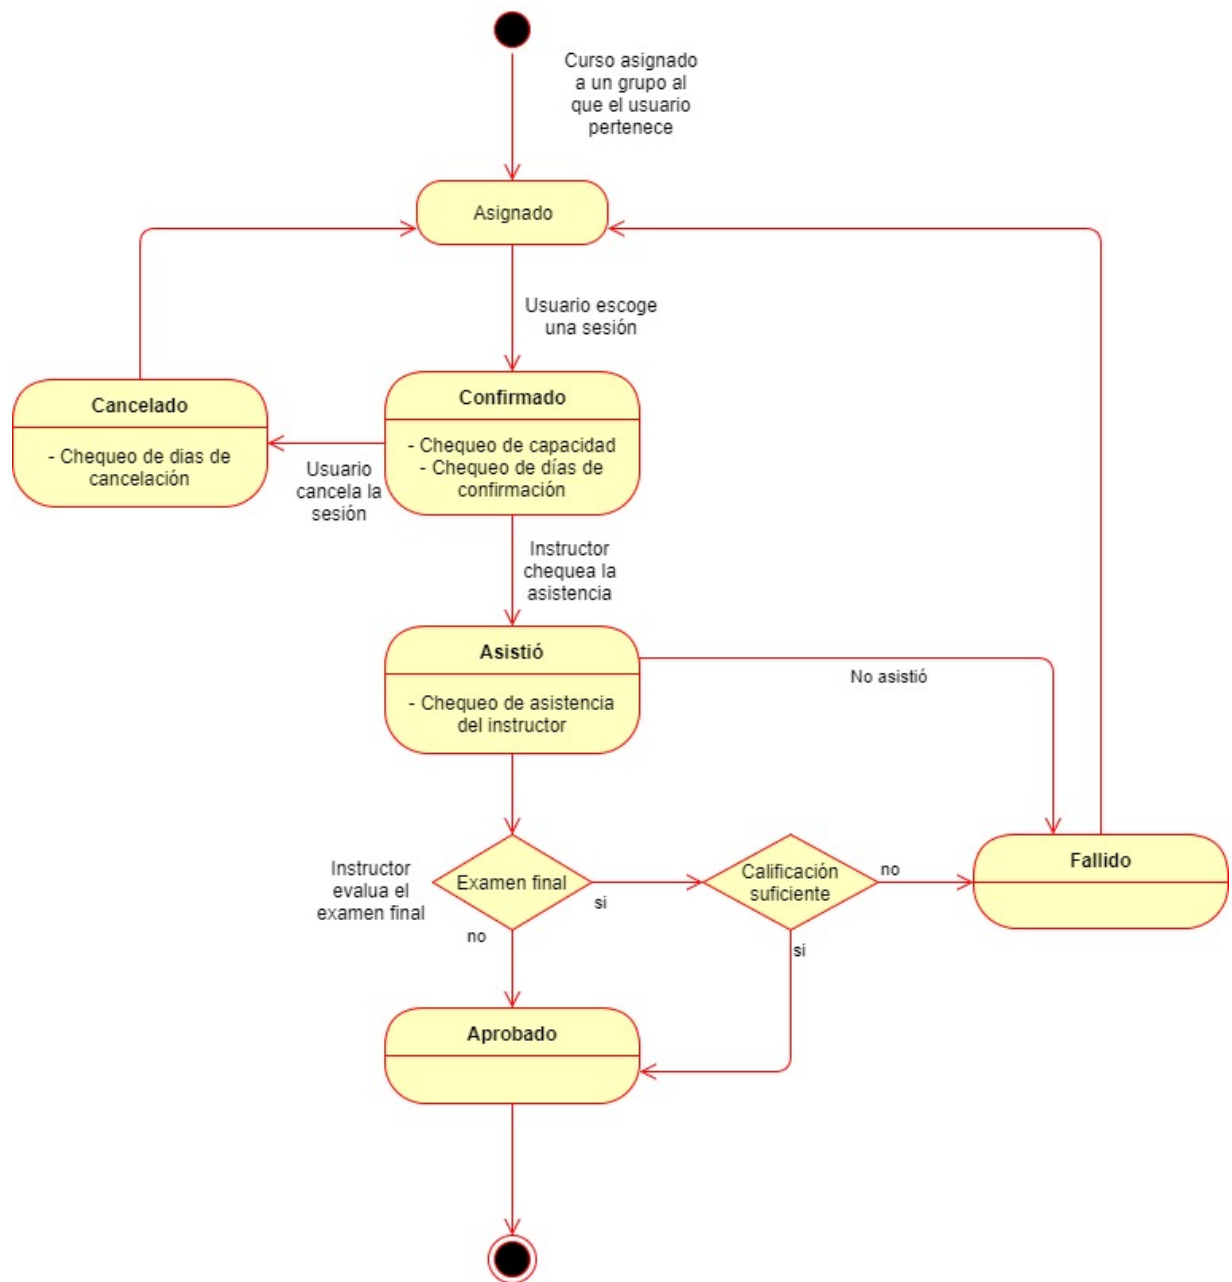 Curso asignado
a un grupo al
que el usuario
pertenece
Asignado
Usuario escoge
una sesión
Cancelado
- Chequeo de dias de
cancelación
Confirmado
- Chequeo de capacidad
- Chequeo de días de
confirmación
Usuario
cancela la
sesión
Instructor
chequea la
asistencia
Asistió
- Chequeo de asistencia
del instructor
No asistió
Instructor
evalua el
examen final
Examen final
si
no
Calificación
suficiente
no
si
Fallido
Aprobado